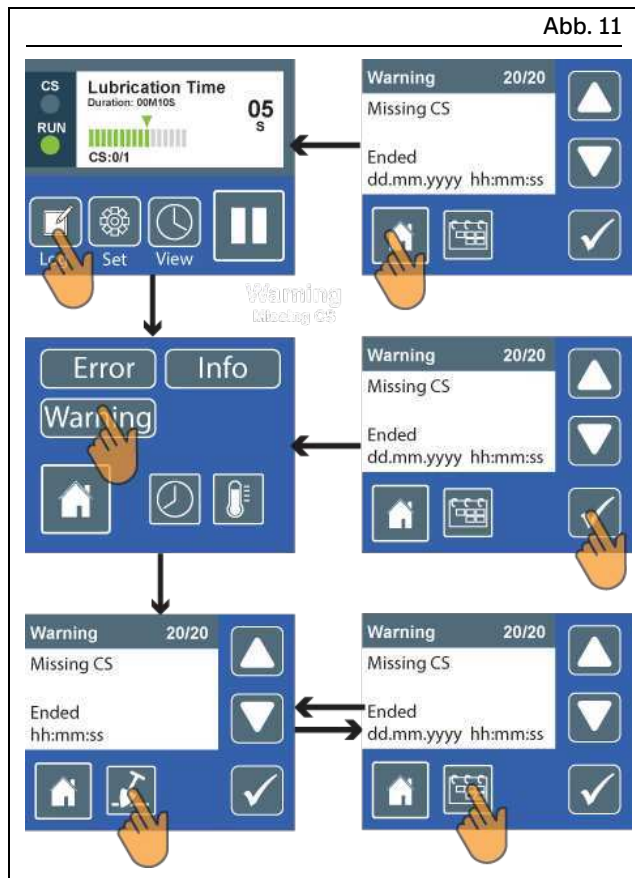 Abb. 11
CS
RUN
Lubrication Time
Duration: 00M10S
05
S
CS:0/1
Log
Set
View
Warning 20/20
Missing CS
Ended
dd.mm.yyyy hh:mm:ss
Warning
Missing CS
Error
Info
Warning
Warning 20/20
Missing CS
Ended
dd.mm.yyyy hh:mm:ss
Warning 20/20
Missing CS
Ended
hh:mm:ss
Warning 20/20
Missing CS
Ended
dd.mm.yyyy hh:mm:ss